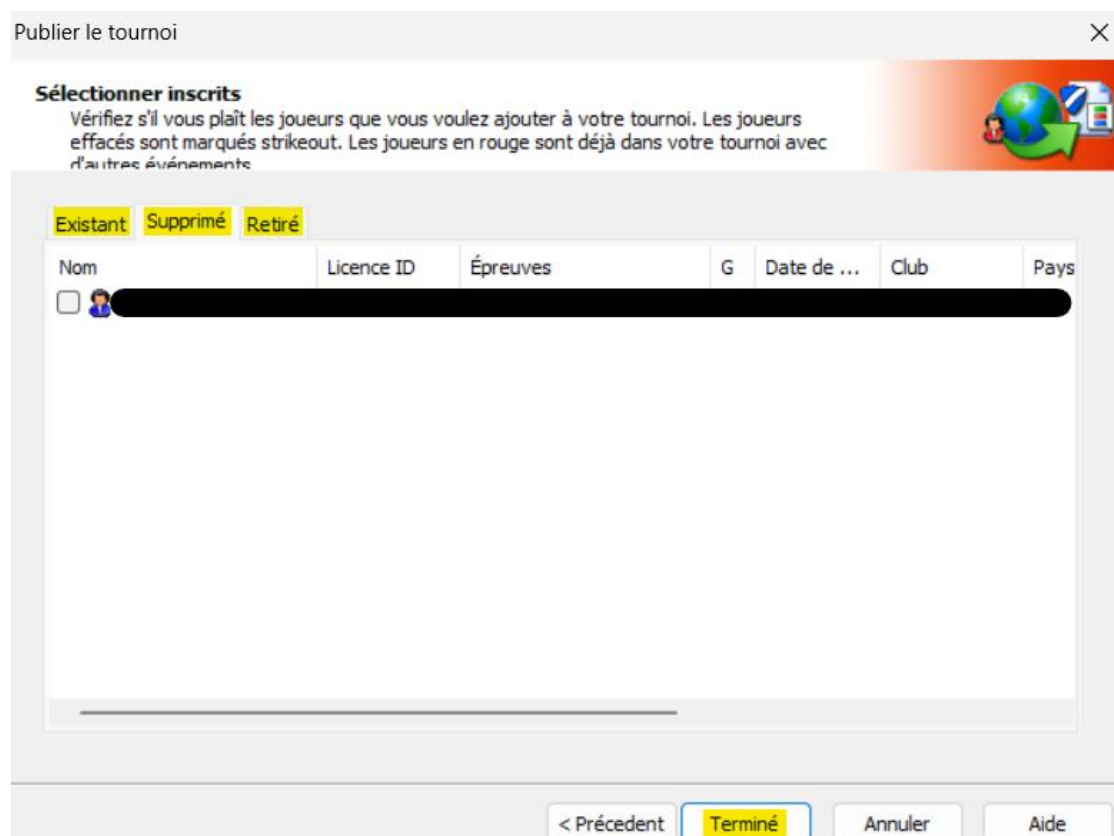 Publier le tournoi
Sélectionner inscrits
Vérifiez s'il vous plaît les joueurs que vous voulez ajouter à votre tournoi. Les joueurs
effacés sont marqués strikeout. Les joueurs en rouge sont déjà dans votre tournoi avec
d'autres événements
Existant Supprimé Retiré
Nom Licence ID Épreuves G Date de ... Club Pays
< Précedent Terminé Annuler Aide